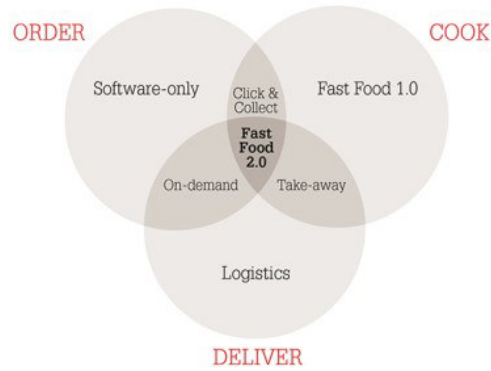 ORDER
COOK
Software-only
Click &
Collect
Fast Food 1.0
Fast
Food
2.0
On-demand
Take-away
Logistics
DELIVER